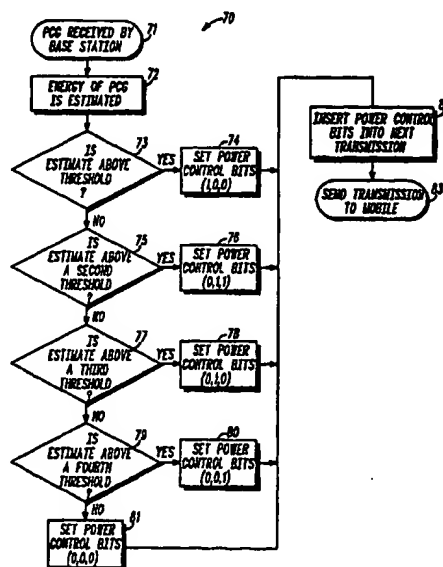 70
71
PCG RECEIVED BY
BASE STATION
72
ENERGY OF PCG
IS ESTIMATED
73
IS
ESTIMATE ABOVE
THRESHOLD
?
YES
74
SET POWER
CONTROL BITS
(1,0,0)
NO
75
IS
ESTIMATE ABOVE
A SECOND
THRESHOLD
?
YES
76
SET POWER
CONTROL BITS
(0,1,1)
NO
77
IS
ESTIMATE ABOVE
A THIRD
THRESHOLD
?
YES
78
SET POWER
CONTROL BITS
(0,1,0)
NO
79
IS
ESTIMATE ABOVE
A FOURTH
THRESHOLD
?
YES
80
SET POWER
CONTROL BITS
(0,0,1)
NO
81
SET POWER
CONTROL BITS
(0,0,0)
INSERT POWER CONTROL
BITS INTO NEXT
TRANSMISSION
83
SEND TRANSMISSION
TO MOBILE